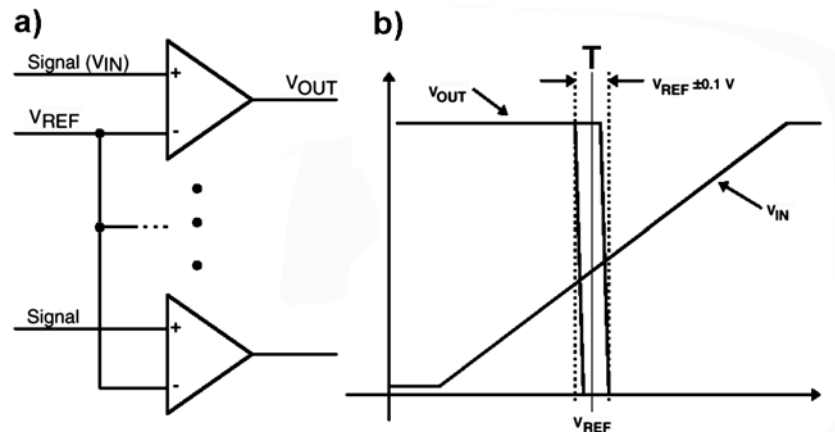 a)
Signal (VIN)
+
VOUT
VREF
-
Signal
+
-
b)
T
VREF ±0.1 V
VOUT
VIN
VREF